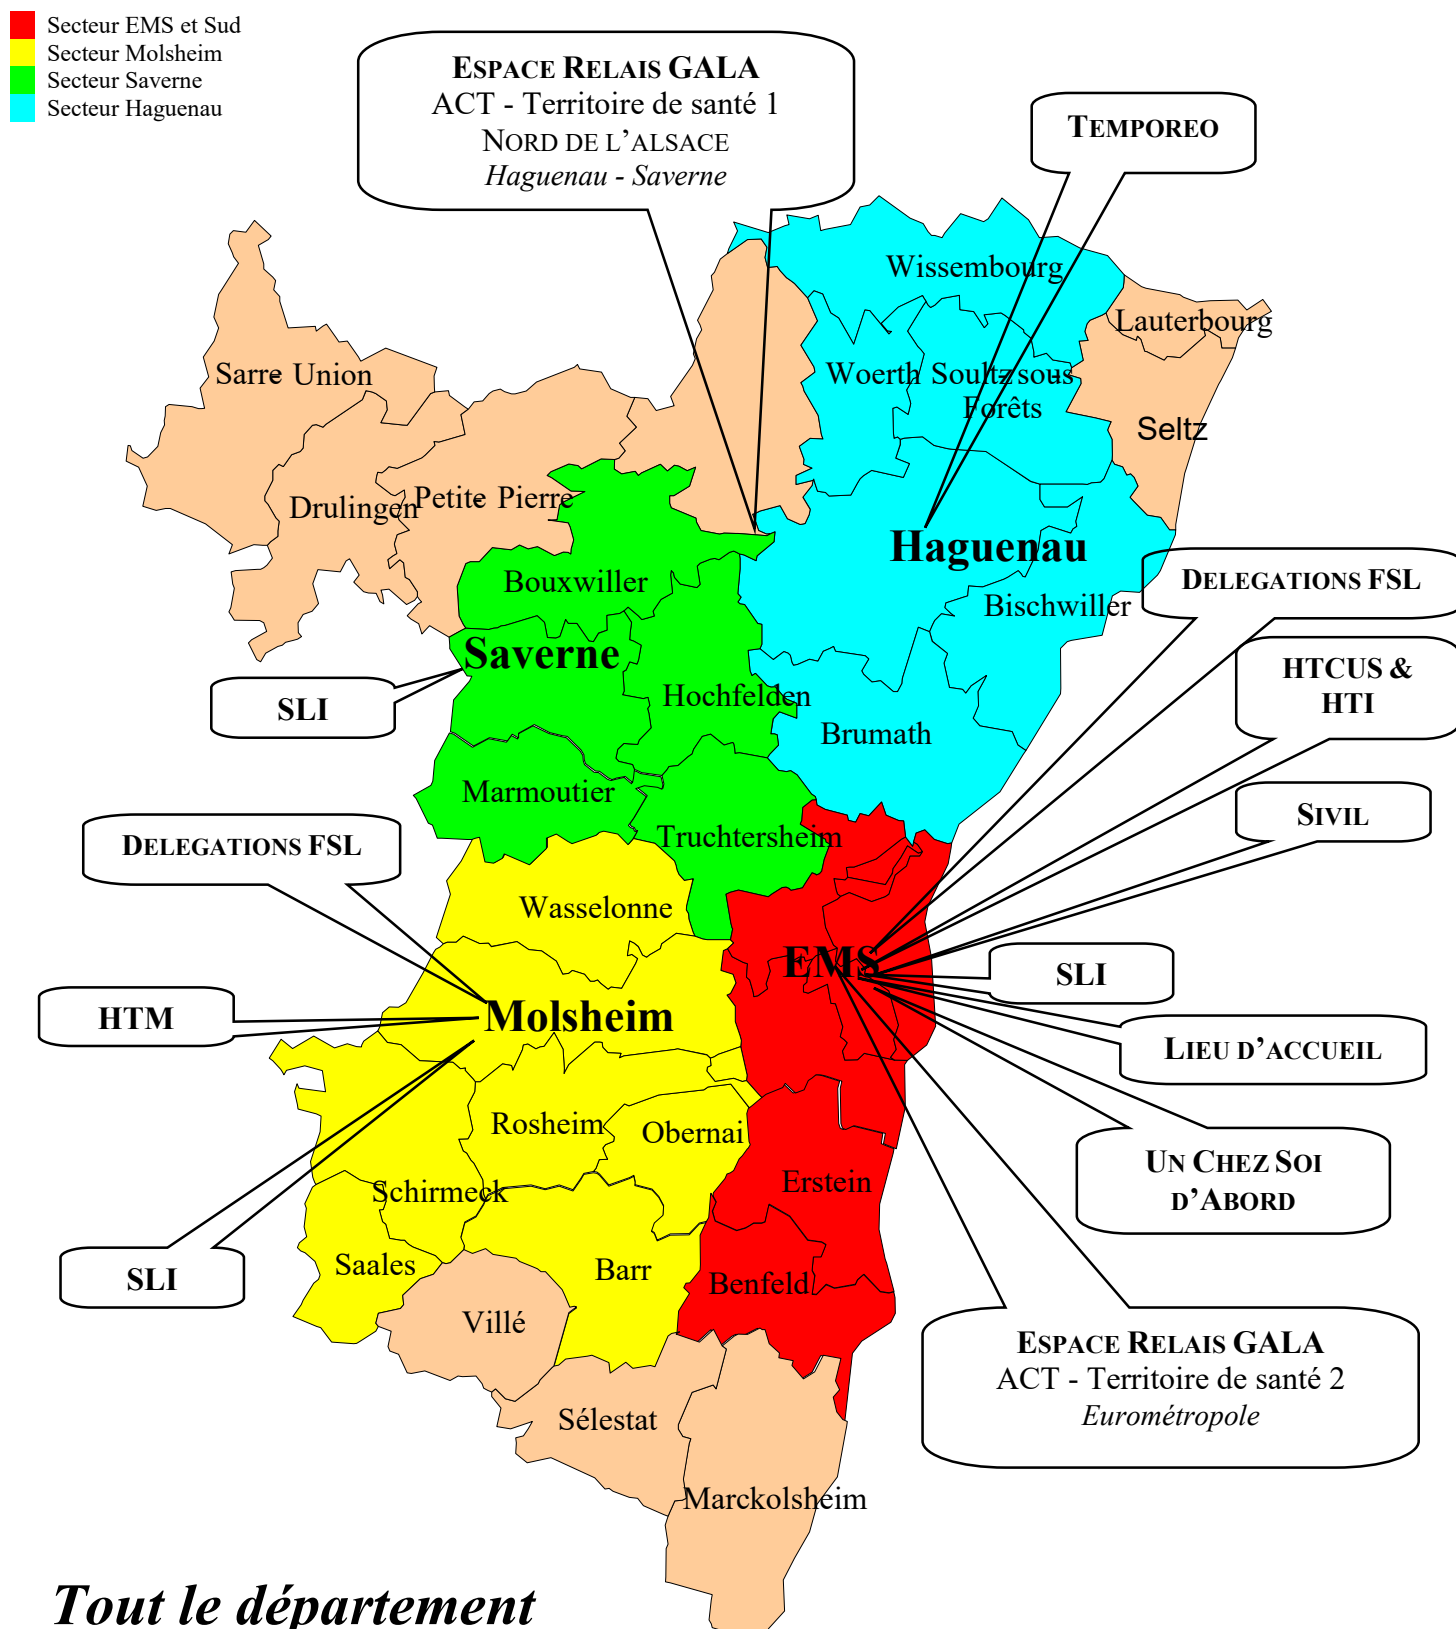 Secteur EMS et Sud
Secteur Molsheim
Secteur Saverne
Secteur Haguenau
ESPACE RELAIS GALA
ACT - Territoire de santé 1
NORD DE L’ALSACE
Haguenau - Saverne
TEMPOREO
Wissembourg
Lauterbourg
Sarre - Union
Woerth
Soultz - sous
Forêts
Seltz
Petite - Pierre
Drulingen
Haguenau
DELEGATIONS FSL
Bouxwiller
Bischwiller
Saverne
HTCUS &
HTI
Hochfelden
SLI
Brumath
Marmoutier
SIVIL
Truchtersheim
DELEGATIONS FSL
Wasselonne
EMS
SLI
HTM
Molsheim
LIEU D’ACCUEIL
Rosheim
Obernai
UN CHEZ SOI
D’ABORD
Erstein
Schirmeck
Saales
Barr
SLI
Benfeld
Villé
ESPACE RELAIS GALA
ACT - Territoire de santé 2
Eurométropole
Sélestat
Marckolsheim
Tout le département